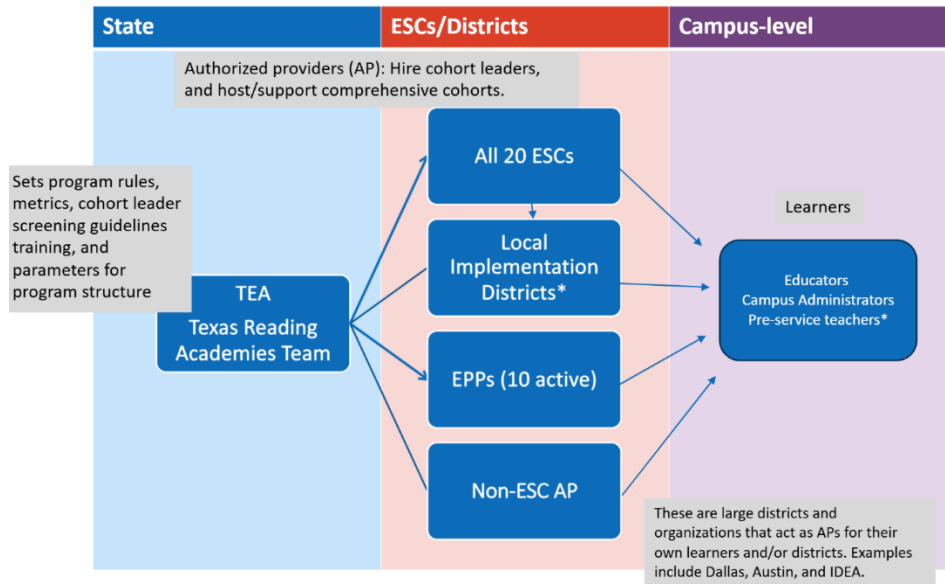 State
ESCs/Districts
Campus-level
Authorized providers (AP): Hire cohort leaders,
and host/support comprehensive cohorts.
All 20 ESCs
Sets program rules,
metrics, cohort leader
screening guidelines
training, and
parameters for
program structure
Learners
Local
Implementation
Districts*
TEA
Texas Reading
Academies Team
Educators
Campus Administrators
Pre-service teachers*
EPPs (10 active)
Non-ESC AP
These are large districts and
organizations that act as APs for their
own learners and/or districts. Examples
include Dallas, Austin, and IDEA.